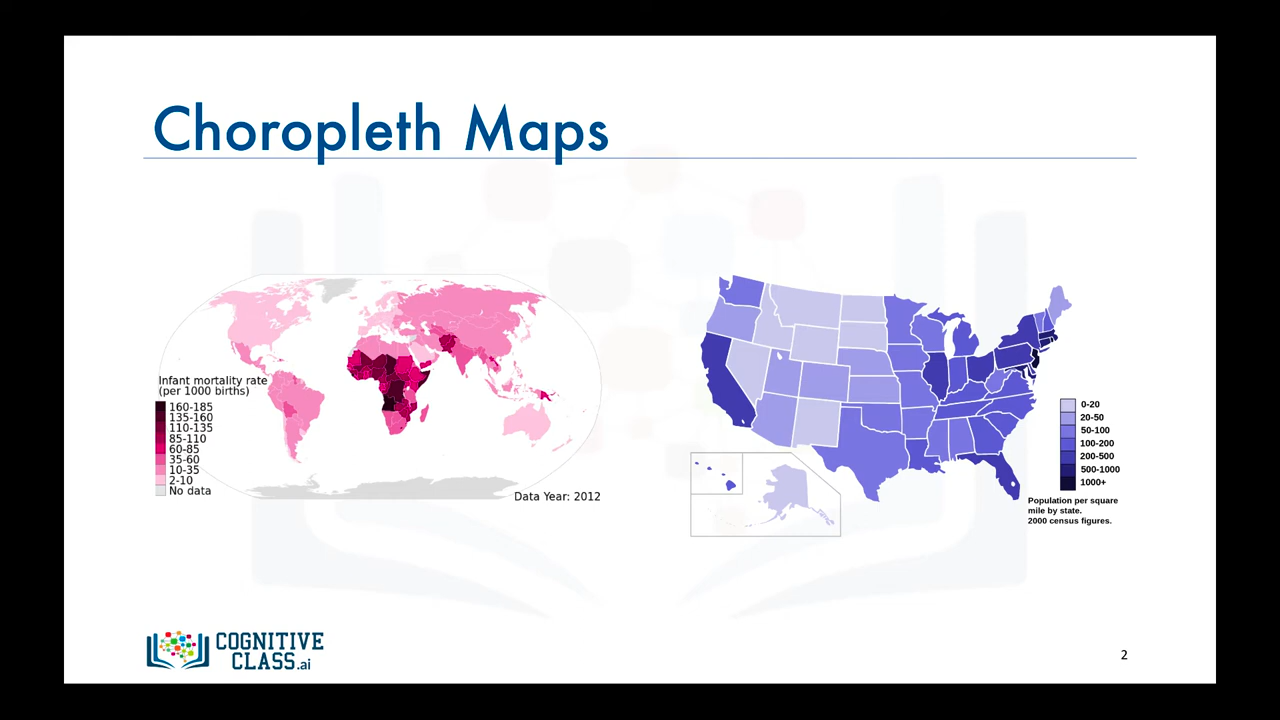 Choropleth Maps
Infant mortality rate
(per 1000 births)
160-185
135-160
110-135
85-110
60-85
35-60
10-35
2-10
No data
Data Year: 2012
0-20
20-50
50-100
100-200
200-500
500-1000
1000+
Population per square
mile by state.
2000 census figures.
COGNITIVE
CLASS.ai
2